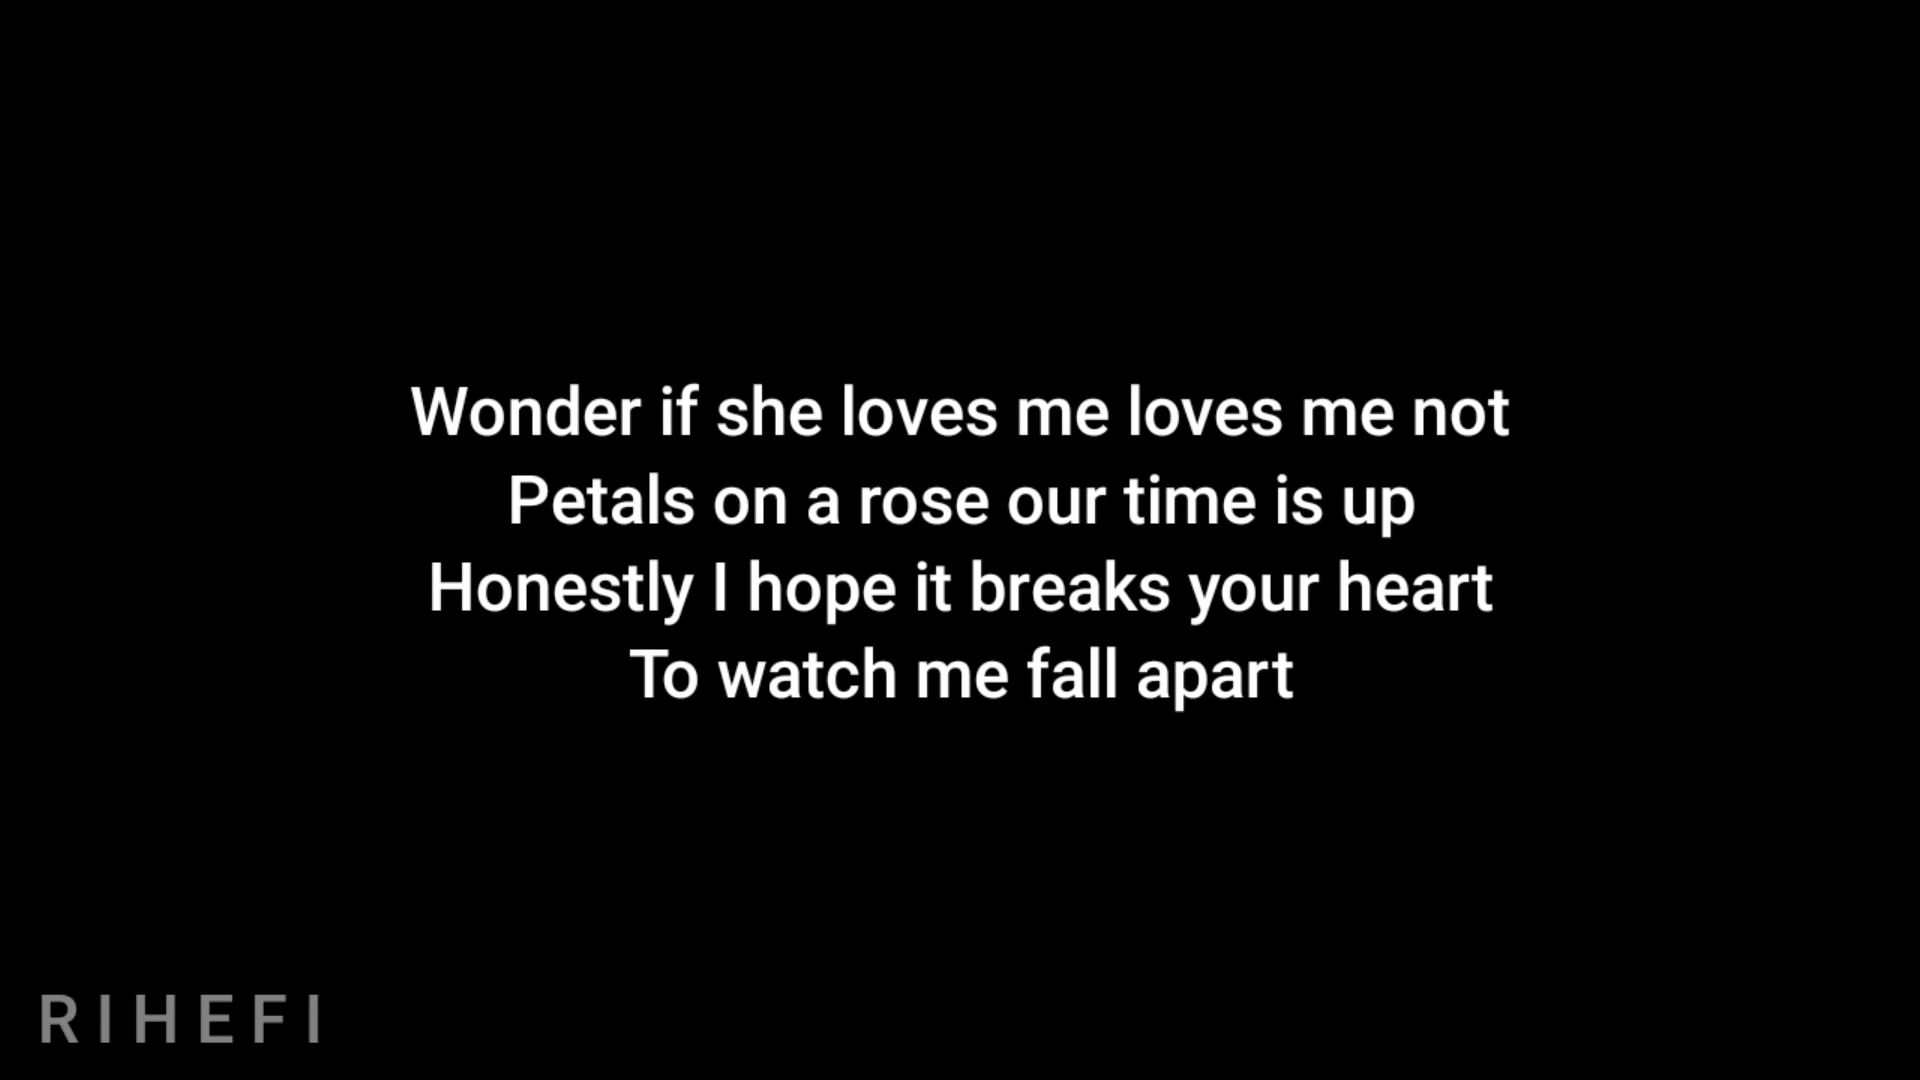 Wonder if she loves me loves me not
Petals on a rose our time is up
Honestly I hope it breaks your heart
To watch me fall apart
RIHEFI